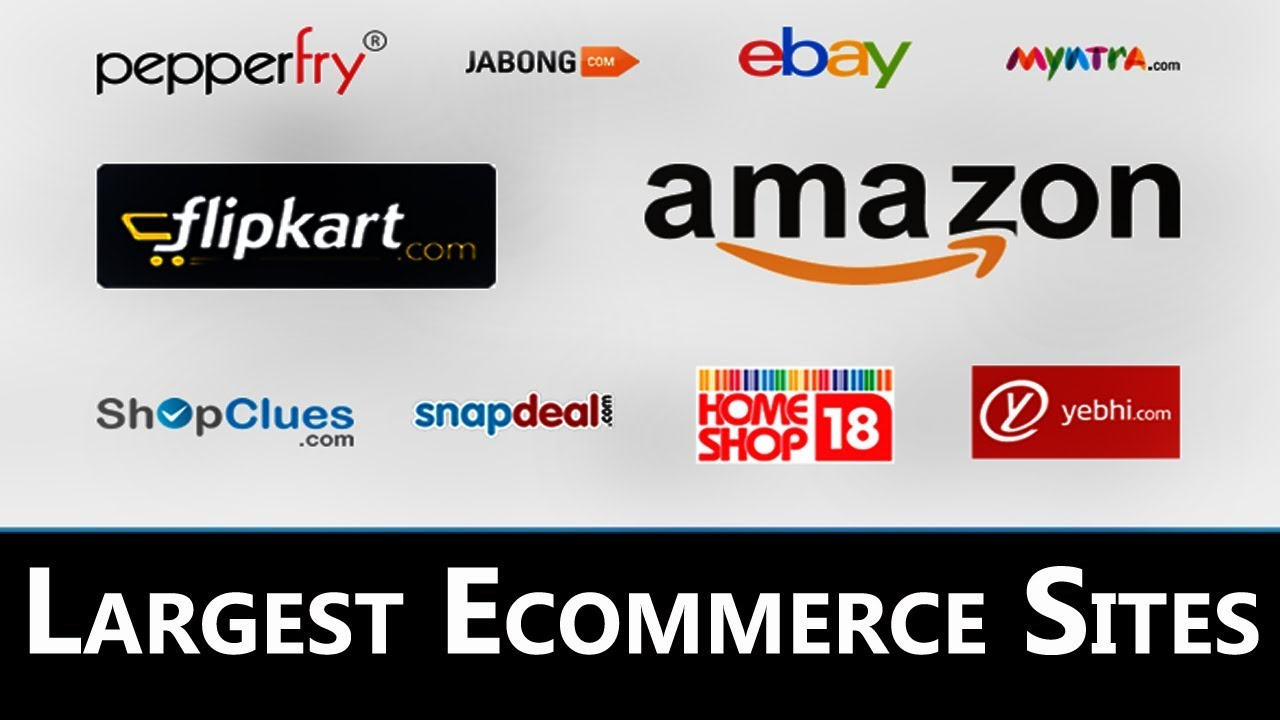 pepperfry®
JABONG COM
ebay
myntra.com
flipkart.com
amazon
ShopClues.com
snapdeal.com
HOME SHOP 18
yebhi.com
LARGEST ECOMMERCE SITES